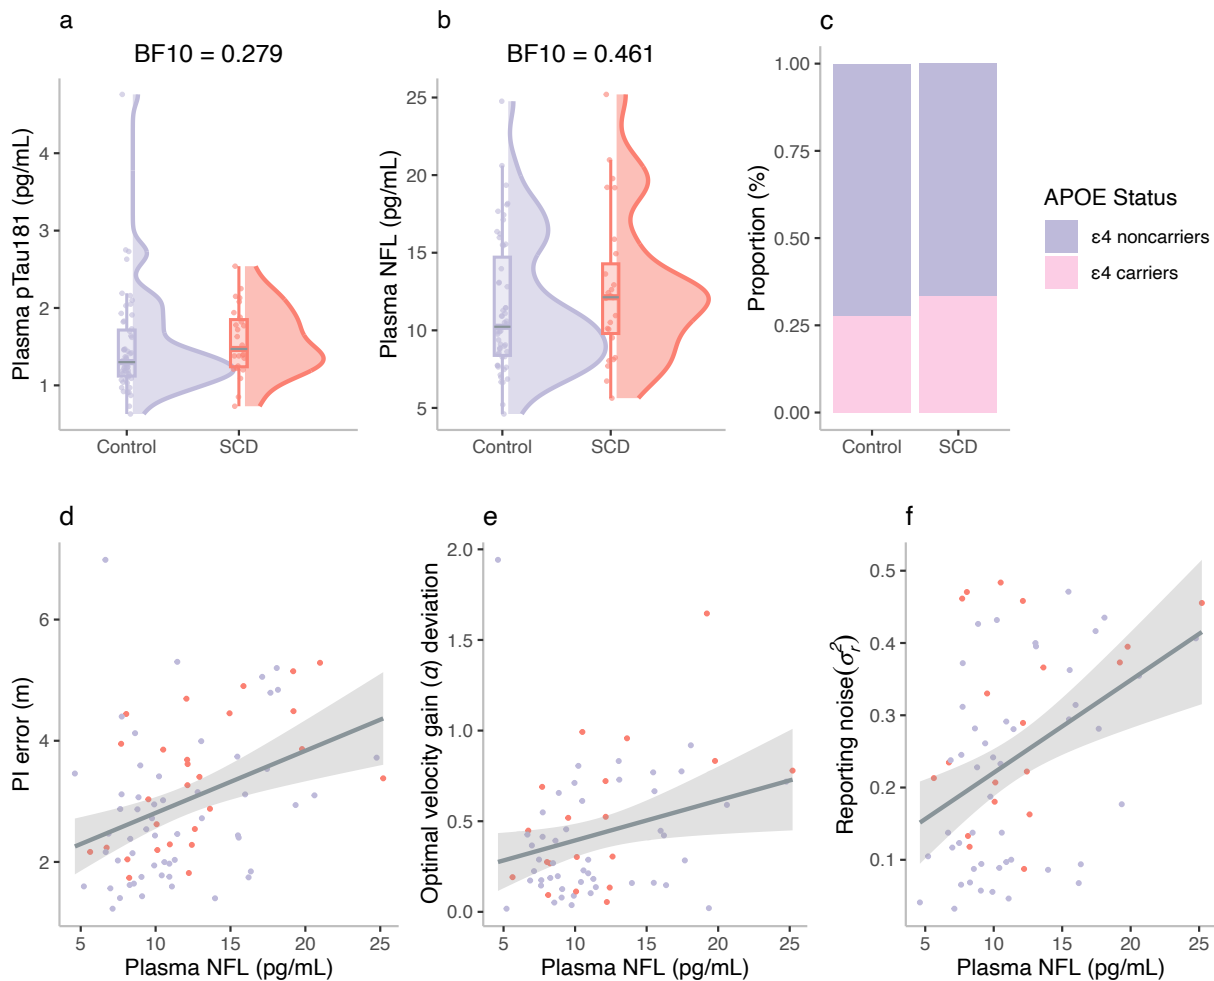 a
BF10 = 0.279
Plasma pTau181 (pg/mL)
4
3
2
1
Control
SCD
b
BF10 = 0.461
Plasma NFL (pg/mL)
25
20
15
10
5
Control
SCD
c
Proportion (%)
1.00
0.75
0.50
0.25
0.00
Control
SCD
APOE Status
ε4 noncarriers
ε4 carriers
d
PI error (m)
6
4
2
5
10
15
20
25
Plasma NFL (pg/mL)
e
Optimal velocity gain (α) deviation
2.0
1.5
1.0
0.5
0.0
5
10
15
20
25
Plasma NFL (pg/mL)
f
Reporting noise(σ_r^2)
0.5
0.4
0.3
0.2
0.1
5
10
15
20
25
Plasma NFL (pg/mL)